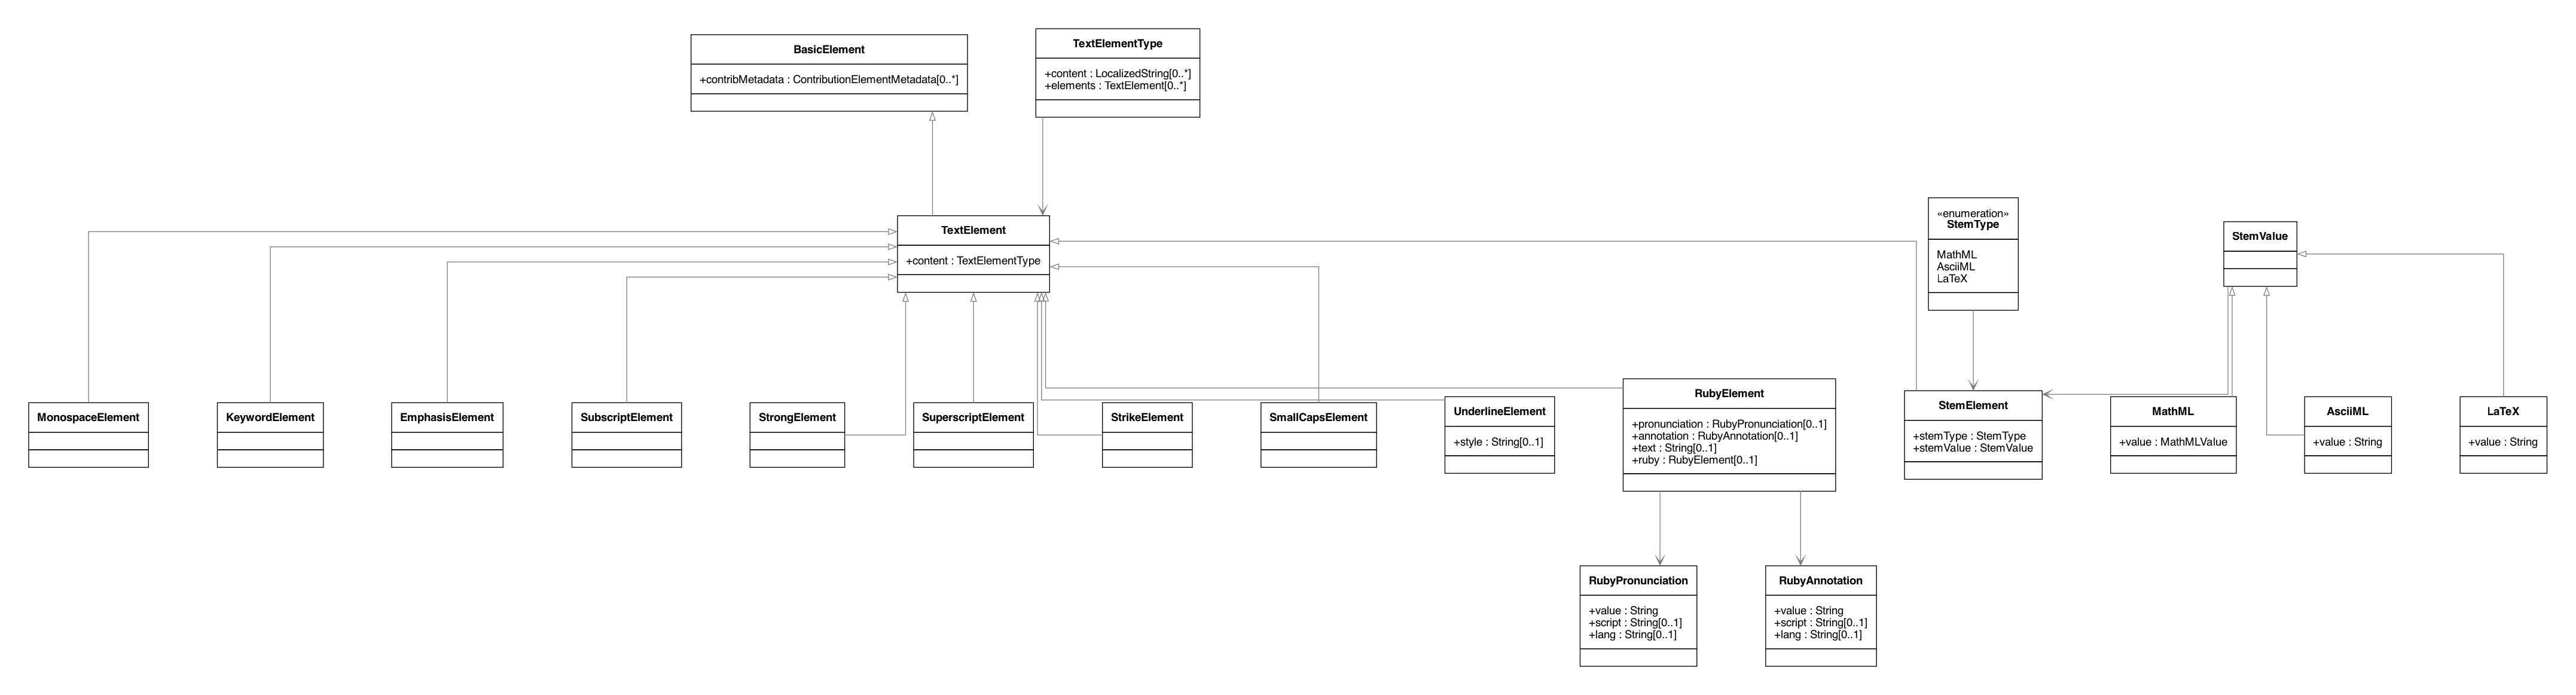 BasicElement
+contribMetadata : ContributionElementMetadata[0..*]
TextElementType
+content : LocalizedString[0..*]
+elements : TextElement[0..*]
TextElement
+content : TextElementType
«enumeration»
StemType
MathML
AsciiML
LaTeX
StemValue
MonospaceElement
KeywordElement
EmphasisElement
SubscriptElement
StrongElement
SuperscriptElement
StrikeElement
SmallCapsElement
UnderlineElement
+style : String[0..1]
RubyElement
+pronunciation : RubyPronunciation[0..1]
+annotation : RubyAnnotation[0..1]
+text : String[0..1]
+ruby : RubyElement[0..1]
StemElement
+stemType : StemType
+stemValue : StemValue
MathML
+value : MathMLValue
AsciiML
+value : String
LaTeX
+value : String
RubyPronunciation
+value : String
+script : String[0..1]
+lang : String[0..1]
RubyAnnotation
+value : String
+script : String[0..1]
+lang : String[0..1]